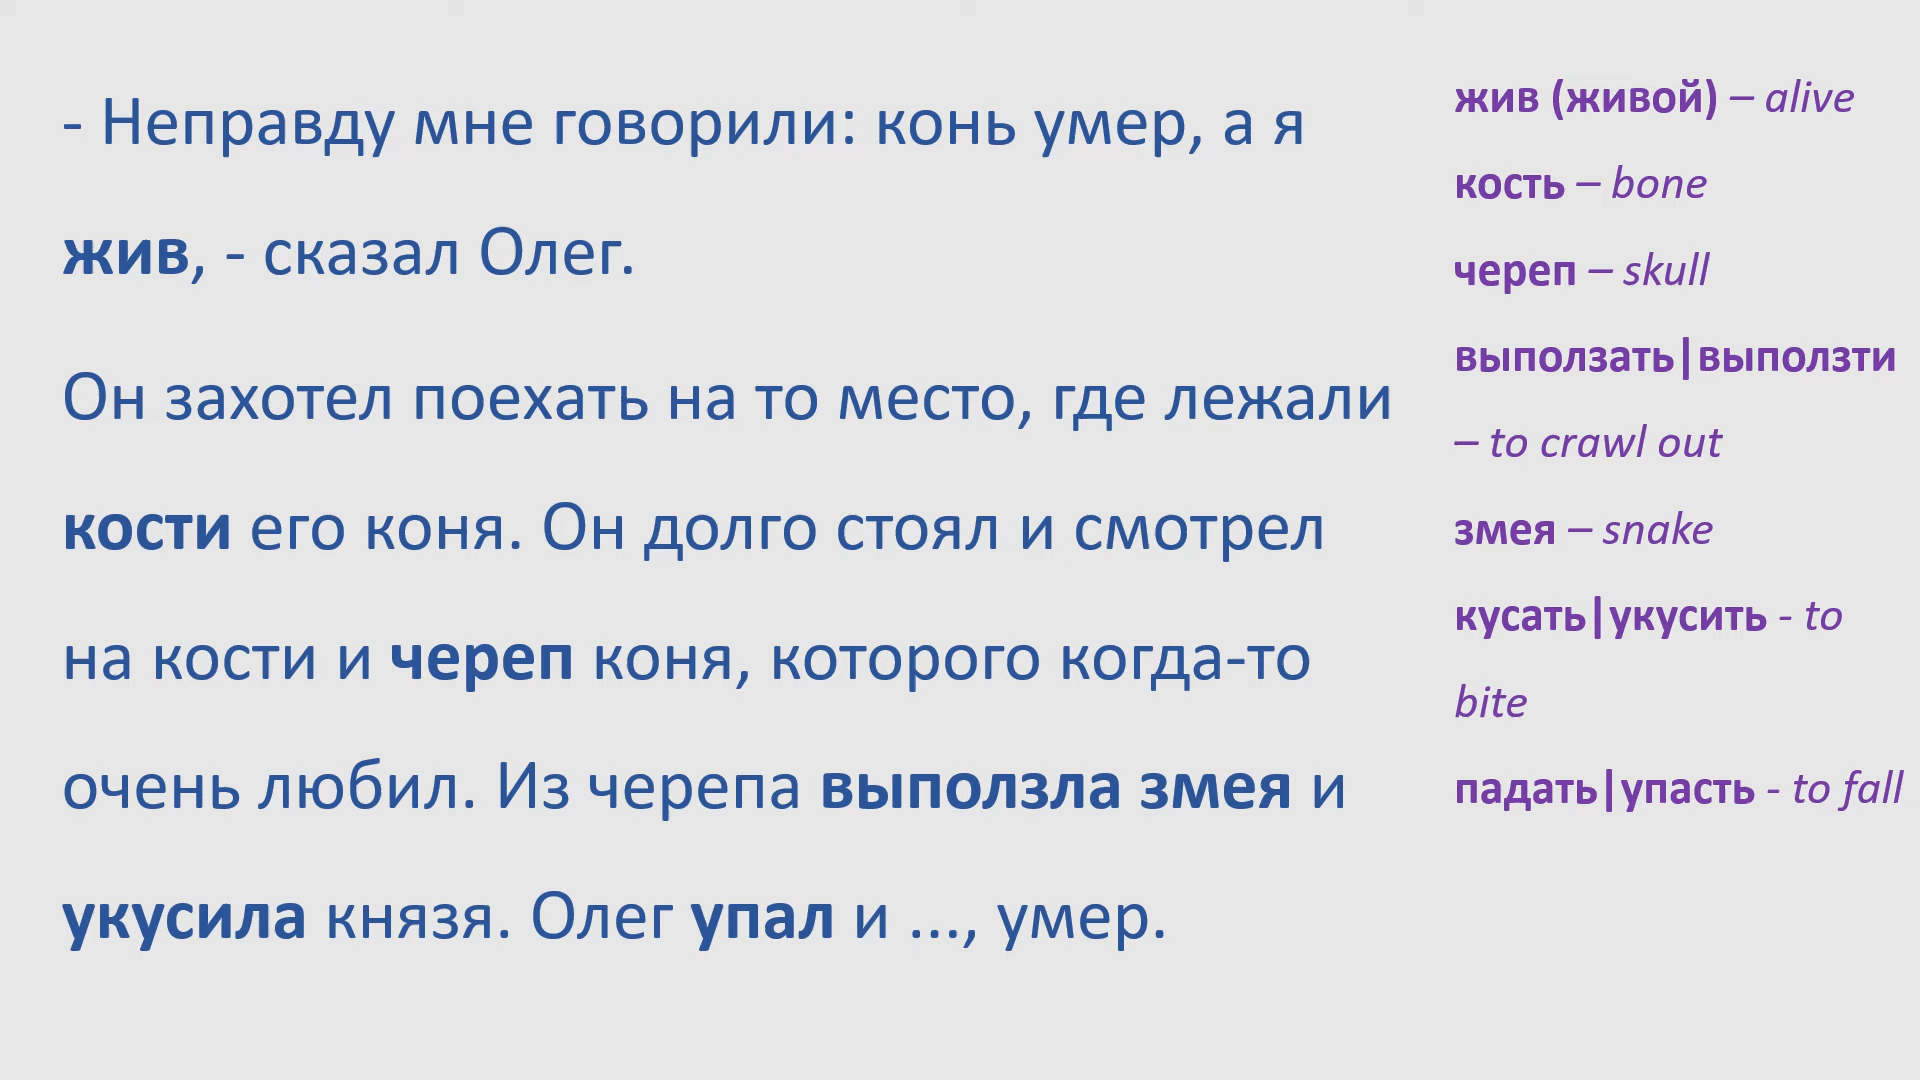 - Неправду мне говорили: конь умер, а я
жив, - сказал Олег.
Он захотел поехать на то место, где лежали
кости его коня. Он долго стоял и смотрел
на кости и череп коня, которого когда-то
очень любил. Из черепа выползла змея и
укусила князя. Олег упал и ..., умер.
жив (живой) – alive
кость – bone
череп – skull
выползать|выползти
– to crawl out
змея – snake
кусать|укусить - to
bite
падать|упасть - to fall